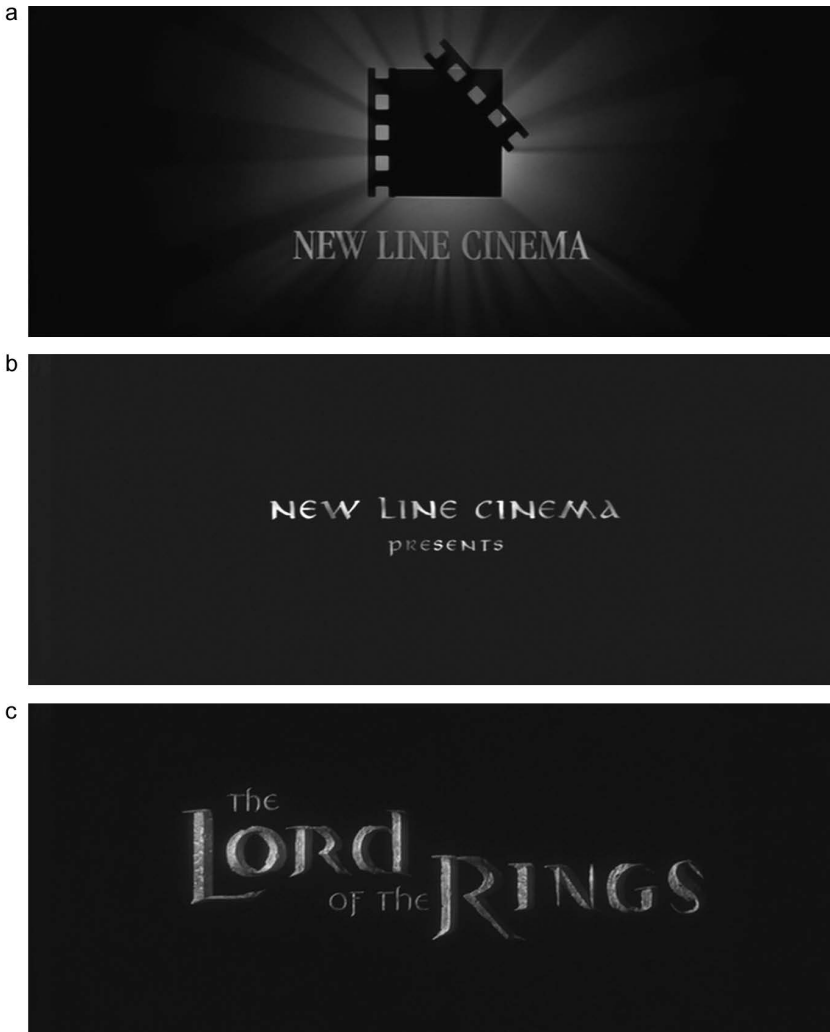 a
NEW LINE CINEMA
b
NEW LINE CINEMA
PRESENTS
c
The
LORD
OF THE
RINGS